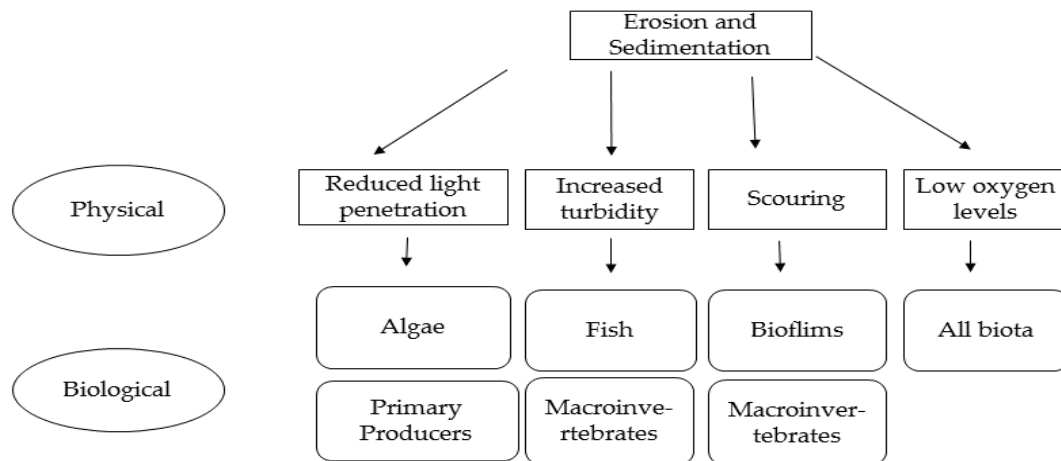 Erosion and
Sedimentation
Physical
Reduced light
penetration
Increased
turbidity
Scouring
Low oxygen
levels
Algae
Fish
Bioflims
All biota
Biological
Primary
Producers
Macroinve-
rtebrates
Macroinver-
tebrates